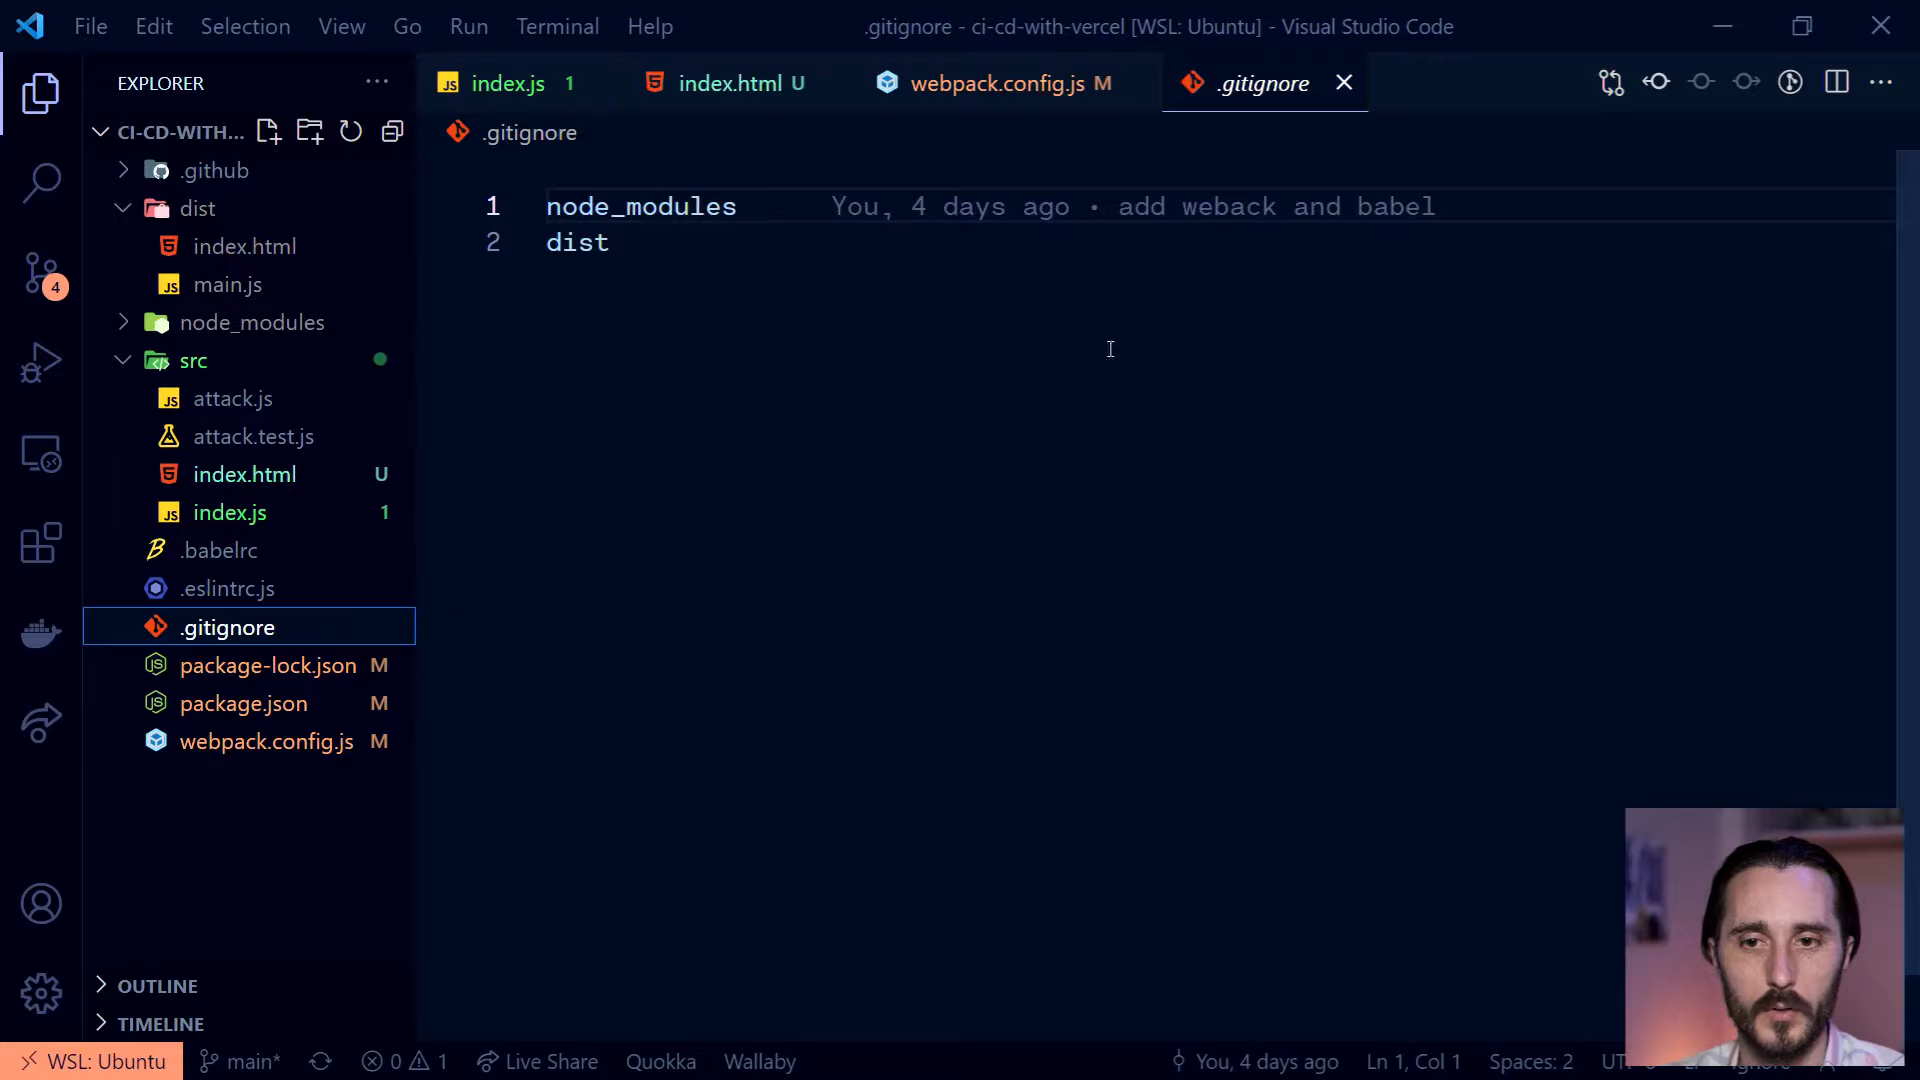 File Edit Selection View Go Run Terminal Help
.gitignore - ci-cd-with-vercel [WSL: Ubuntu] - Visual Studio Code
EXPLORER
CI-CD-WITH...
.github
dist
index.html
main.js
node_modules
src
attack.js
attack.test.js
index.html U
index.js 1
.babelrc
.eslintrc.js
.gitignore
package-lock.json M
package.json M
webpack.config.js M
OUTLINE
TIMELINE
4
index.js 1
index.html U
webpack.config.js M
.gitignore
.gitignore
1 node_modules You, 4 days ago • add weback and babel
2 dist
WSL: Ubuntu main* 0 1 Live Share Quokka Wallaby You, 4 days ago Ln 1, Col 1 Spaces: 2